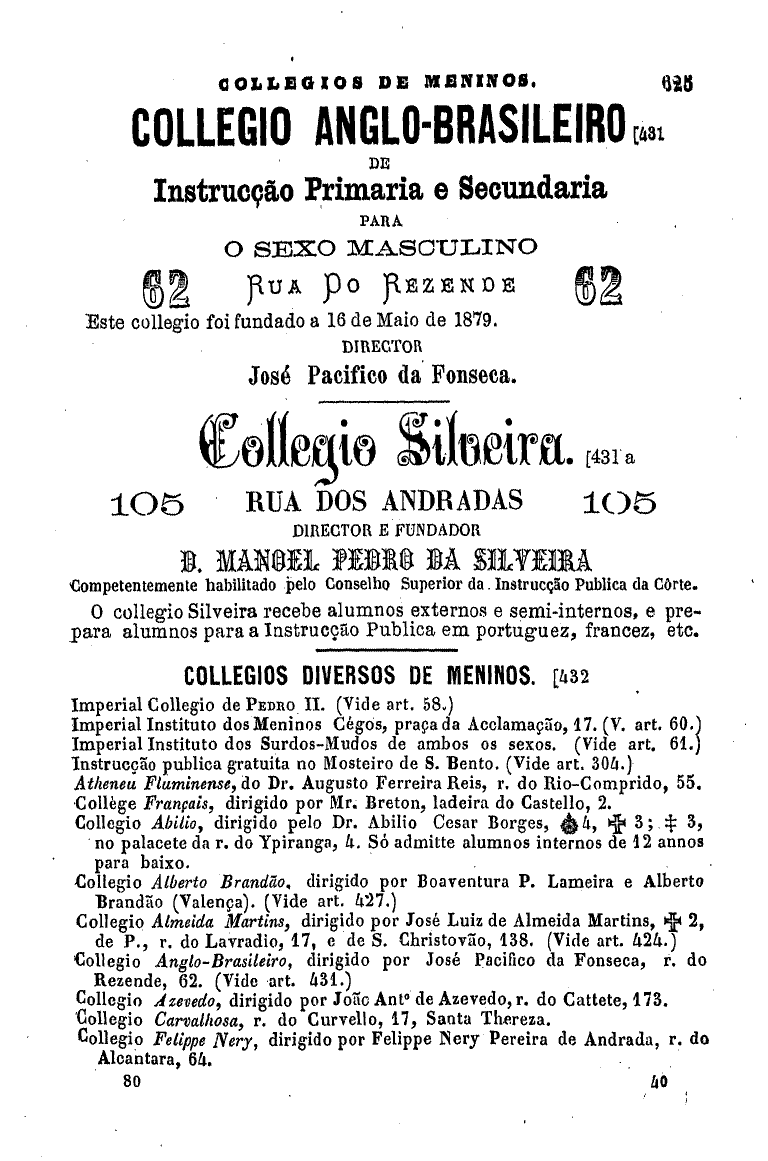 COLLEGIOS DE MENINOS. 625
COLLEGIO ANGLO-BRASILEIRO [431
DE
Instrucção Primaria e Secundaria
PARA
O SEXO MASCULINO
62 RUA DO REZENDE 62
Este collegio foi fundado a 16 de Maio de 1879.
DIRECTOR
José Pacifico da Fonseca.
Collegio Silveira. [431 a
105 RUA DOS ANDRADAS 105
DIRECTOR E FUNDADOR
D. MANOEL PEDRO DA SILVEIRA
Competentemente habilitado pelo Conselho Superior da Instrucção Publica da Côrte.
O collegio Silveira recebe alumnos externos e semi-internos, e pre-
para alumnos para a Instrucção Publica em portuguez, francez, etc.
COLLEGIOS DIVERSOS DE MENINOS. [432
Imperial Collegio de PEDRO II. (Vide art. 58.)
Imperial Instituto dos Meninos Cégos, praça da Acclamação, 17. (V. art. 60.)
Imperial Instituto dos Surdos-Mudos de ambos os sexos. (Vide art. 61.)
Instrucção publica gratuita no Mosteiro de S. Bento. (Vide art. 304.)
Atheneu Fluminense, do Dr. Augusto Ferreira Reis, r. do Rio-Comprido, 55.
Collège Français, dirigido por Mr. Breton, ladeira do Castello, 2.
Collegio Abilio, dirigido pelo Dr. Abilio Cesar Borges, 4, 3; ‡ 3,
no palacete da r. do Ypiranga, 4. Só admitte alumnos internos de 12 annos
para baixo.
Collegio Alberto Brandão, dirigido por Boaventura P. Lameira e Alberto
Brandão (Valença). (Vide art. 427.)
Collegio Almeida Martins, dirigido por José Luiz de Almeida Martins, 2,
de P., r. do Lavradio, 17, e de S. Christovão, 138. (Vide art. 424.)
Collegio Anglo-Brasileiro, dirigido por José Pacifico da Fonseca, r. do
Rezende, 62. (Vide art. 431.)
Collegio Azevedo, dirigido por João Antº de Azevedo, r. do Cattete, 173.
Collegio Carvalhosa, r. do Curvello, 17, Santa Thereza.
Collegio Felippe Nery, dirigido por Felippe Nery Pereira de Andrada, r. do
Alcantara, 64.
80 40